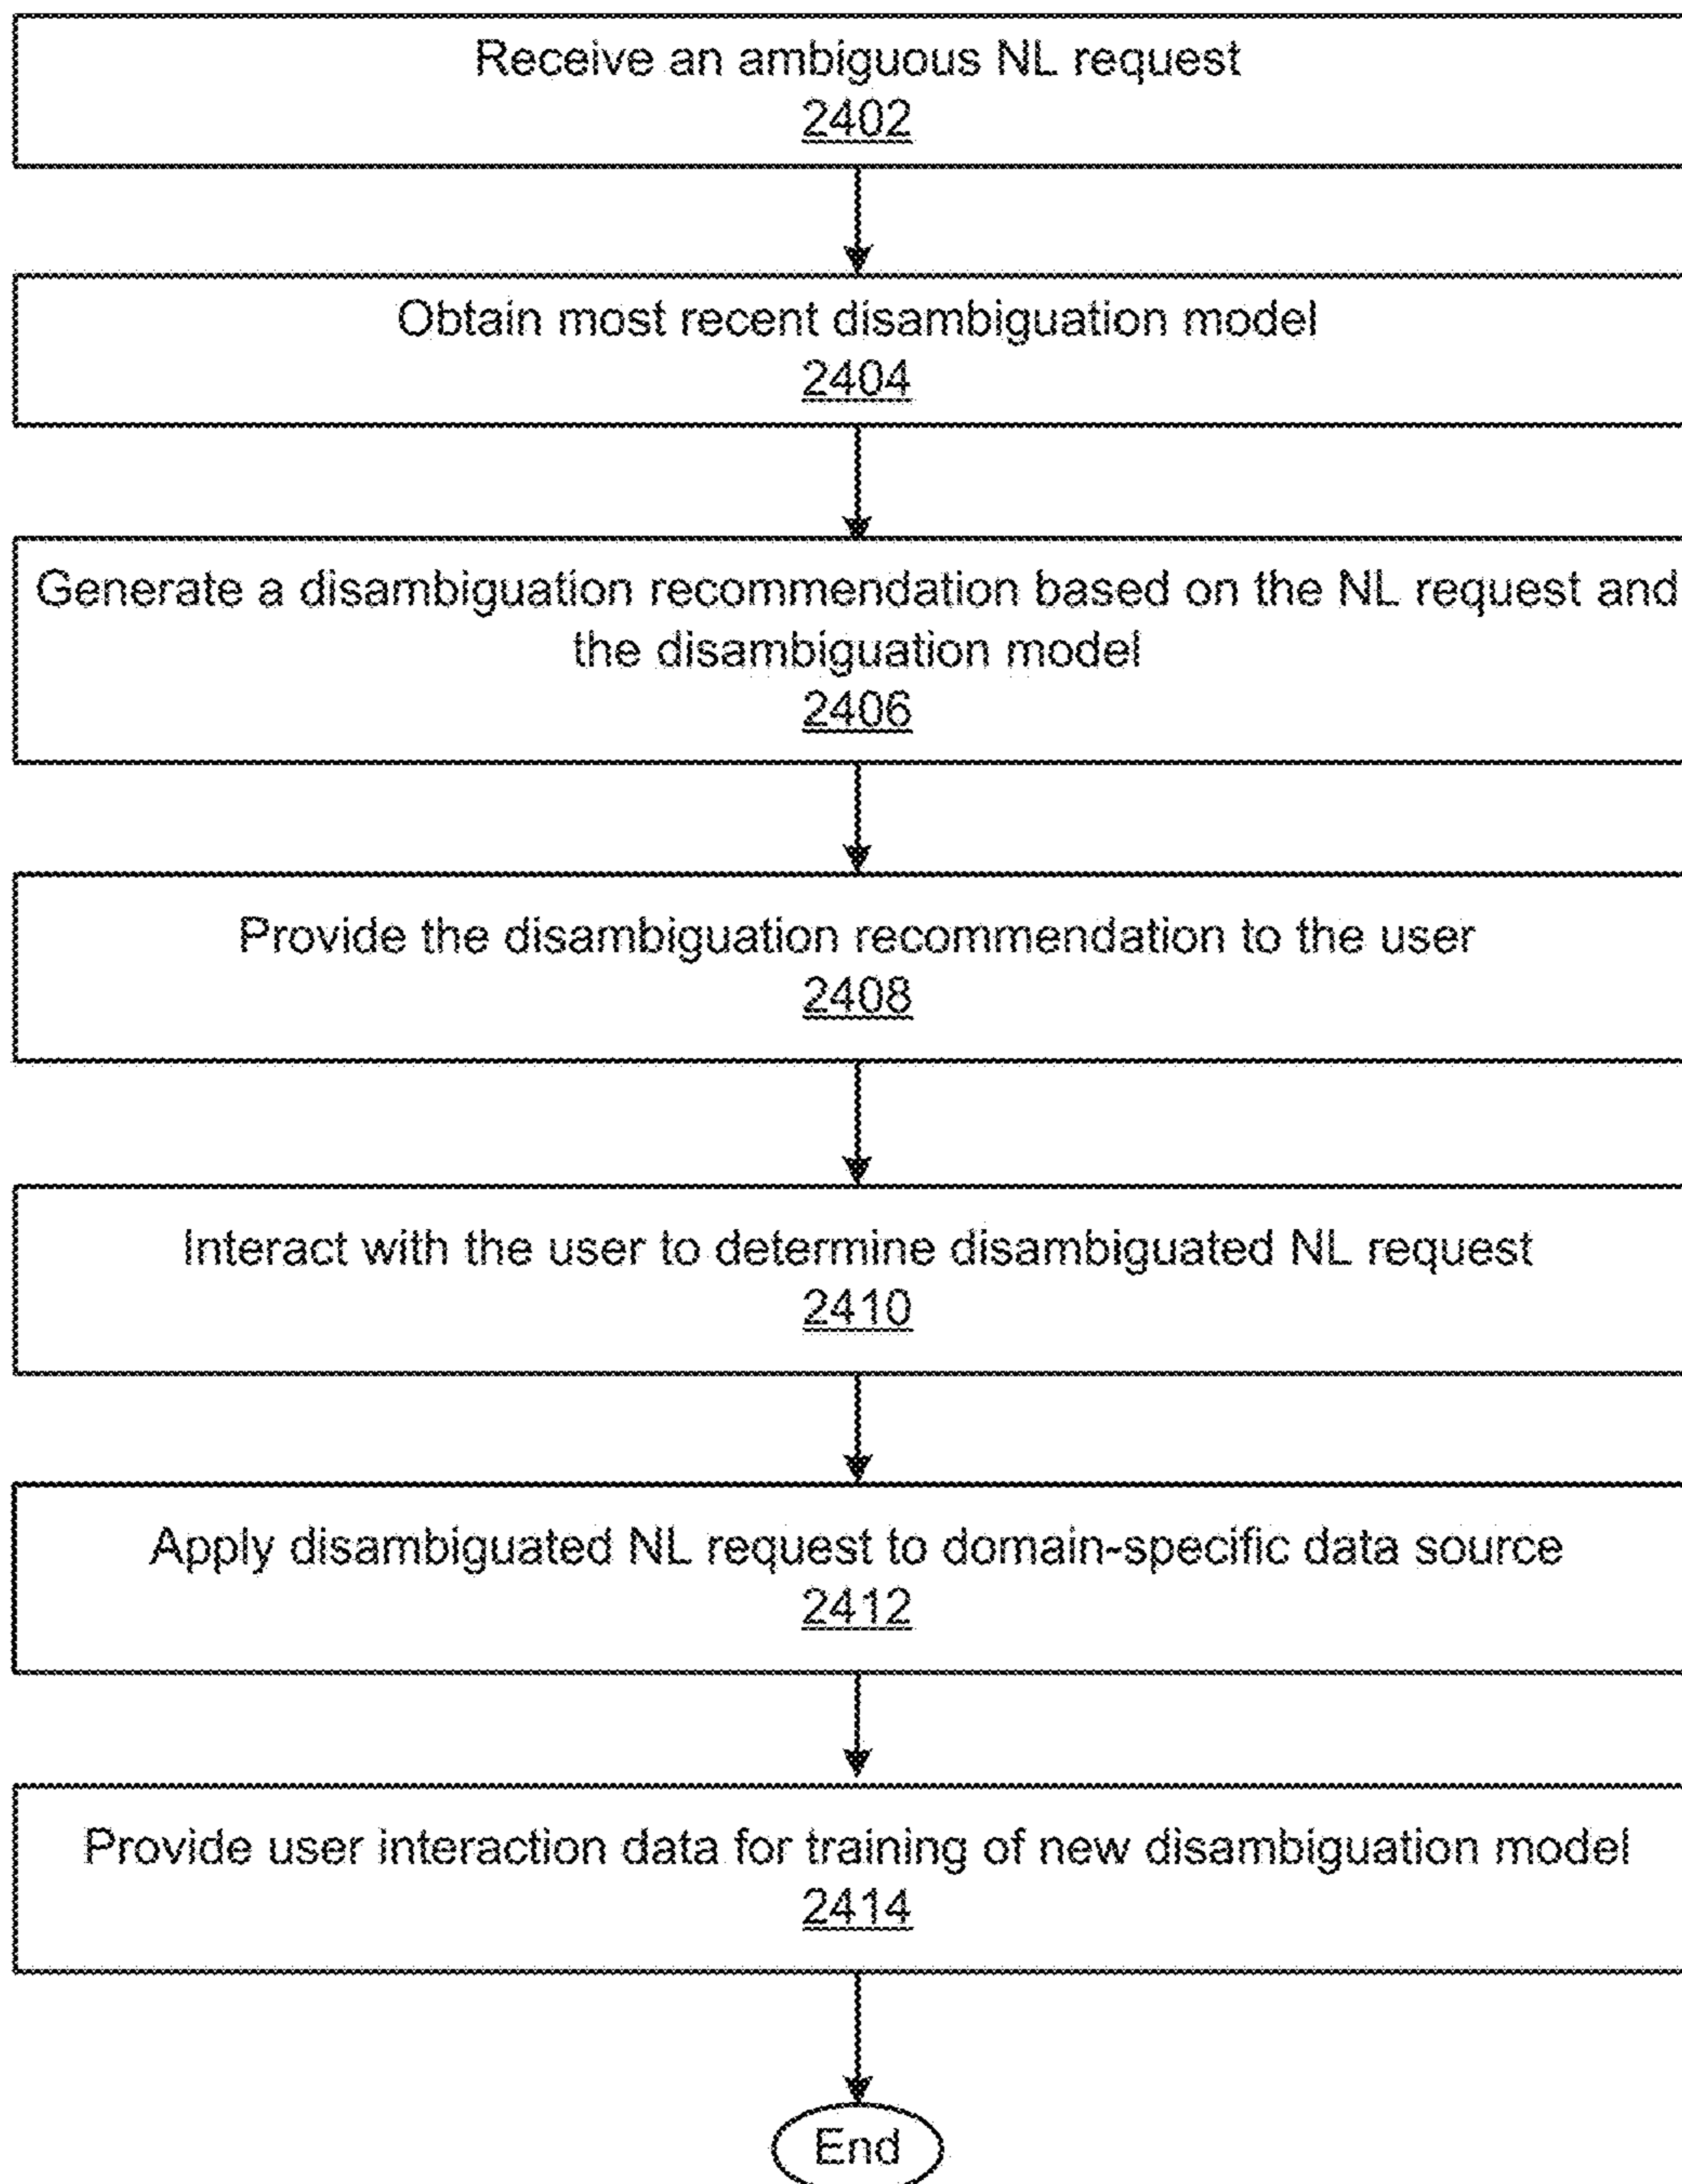 Receive an ambiguous NL request
2402
Obtain most recent disambiguation model
2404
Generate a disambiguation recommendation based on the NL request and
the disambiguation model
2406
Provide the disambiguation recommendation to the user
2408
Interact with the user to determine disambiguated NL request
2410
Apply disambiguated NL request to domain-specific data source
2412
Provide user interaction data for training of new disambiguation model
2414
End